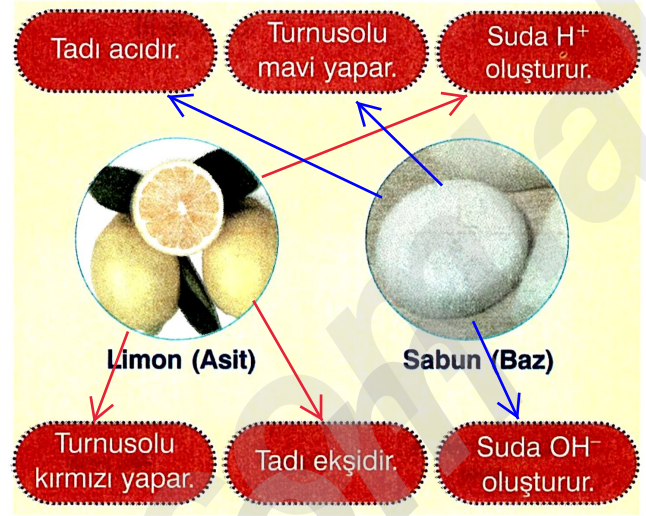 Tadı acıdır.
Turnusolu
mavi yapar.
Suda H⁺
oluşturur.
Limon (Asit)
Sabun (Baz)
Turnusolu
kırmızı yapar.
Tadı ekşidir.
Suda OH⁻
oluşturur.